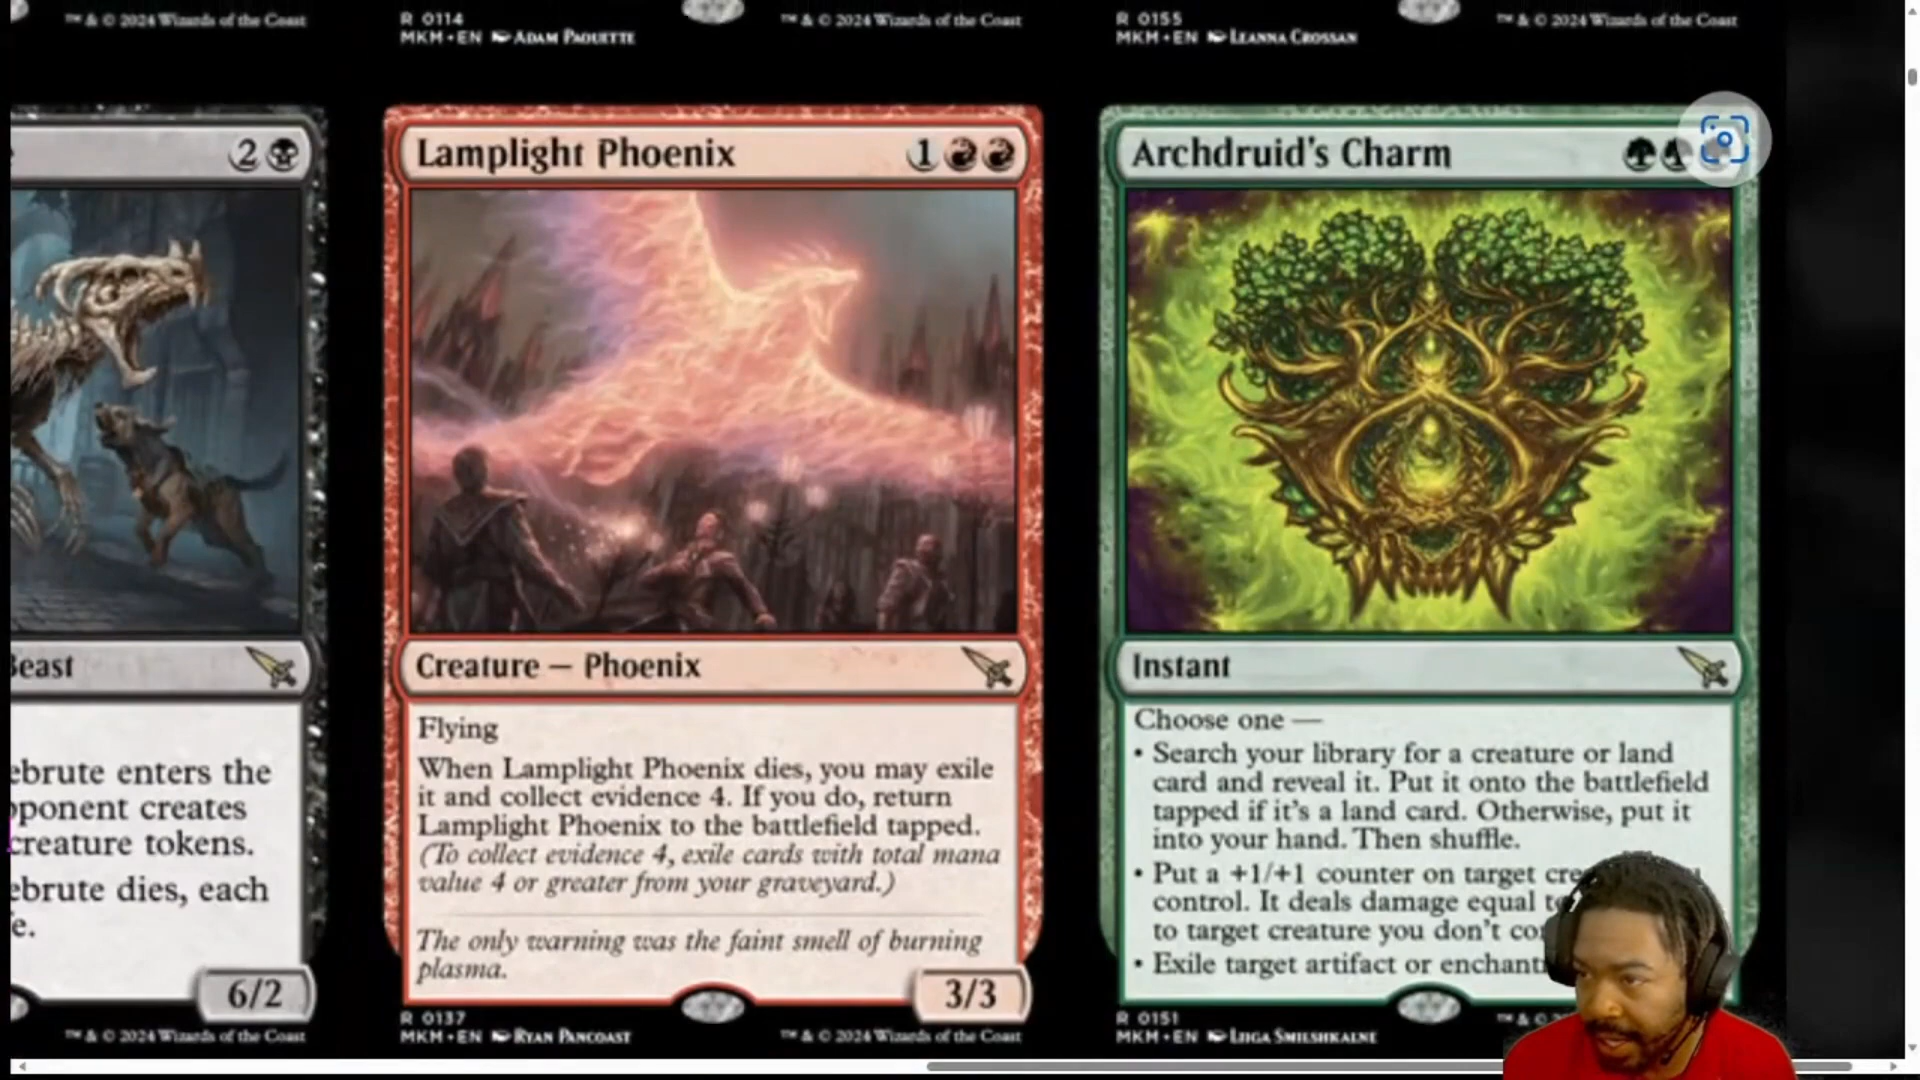 ™ & © 2024 Wizards of the Coast
R 0114
MKM • EN ADAM PAQUETTE
™ & © 2024 Wizards of the Coast
R 0155
MKM • EN LEANNA CROSSAN
™ & © 2024 Wizards of the Coast
2
Beast
enters the
creates
creature tokens.
dies, each
6/2
™ & © 2024 Wizards of the Coast
Lamplight Phoenix
1
Creature — Phoenix
Flying
When Lamplight Phoenix dies, you may exile
it and collect evidence 4. If you do, return
Lamplight Phoenix to the battlefield tapped.
(To collect evidence 4, exile cards with total mana
value 4 or greater from your graveyard.)
The only warning was the faint smell of burning
plasma.
3/3
R 0137
MKM • EN RYAN PANCOAST
™ & © 2024 Wizards of the Coast
Archdruid's Charm
Instant
Choose one —
• Search your library for a creature or land
card and reveal it. Put it onto the battlefield
tapped if it's a land card. Otherwise, put it
into your hand. Then shuffle.
• Put a +1/+1 counter on target
control. It deals damage equal
to target creature you don't
• Exile target artifact or
R 0151
MKM • EN LIIGA SMILSHKALNE
™ & ©